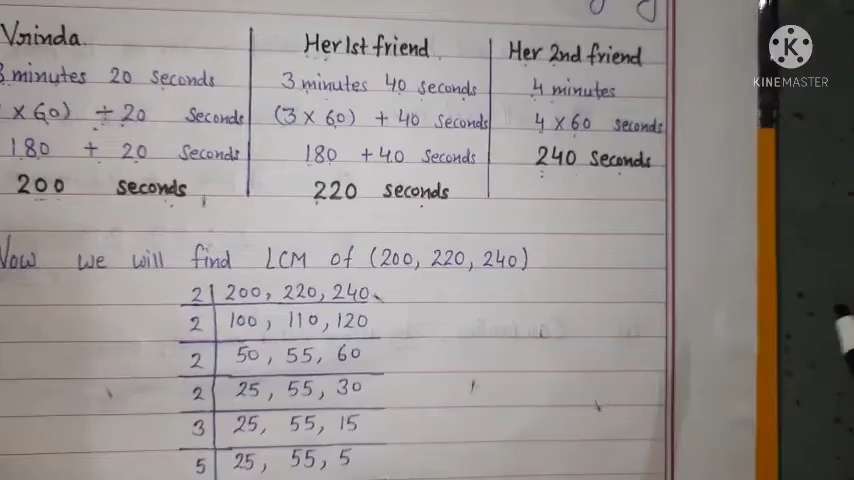 Vrinda
3 minutes 20 seconds
× 60) ÷ 20 seconds
180 + 20 seconds
200 seconds
Her 1st friend
3 minutes 40 seconds
(3 × 60) + 40 seconds
180 + 40 seconds
220 seconds
Her 2nd friend
4 minutes
4 × 60 seconds
240 seconds
K
KINEMASTER
Now we will find LCM of (200, 220, 240)
2 | 200, 220, 240
2 | 100, 110, 120
2 | 50, 55, 60
2 | 25, 55, 30
3 | 25, 55, 15
5 | 25, 55, 5